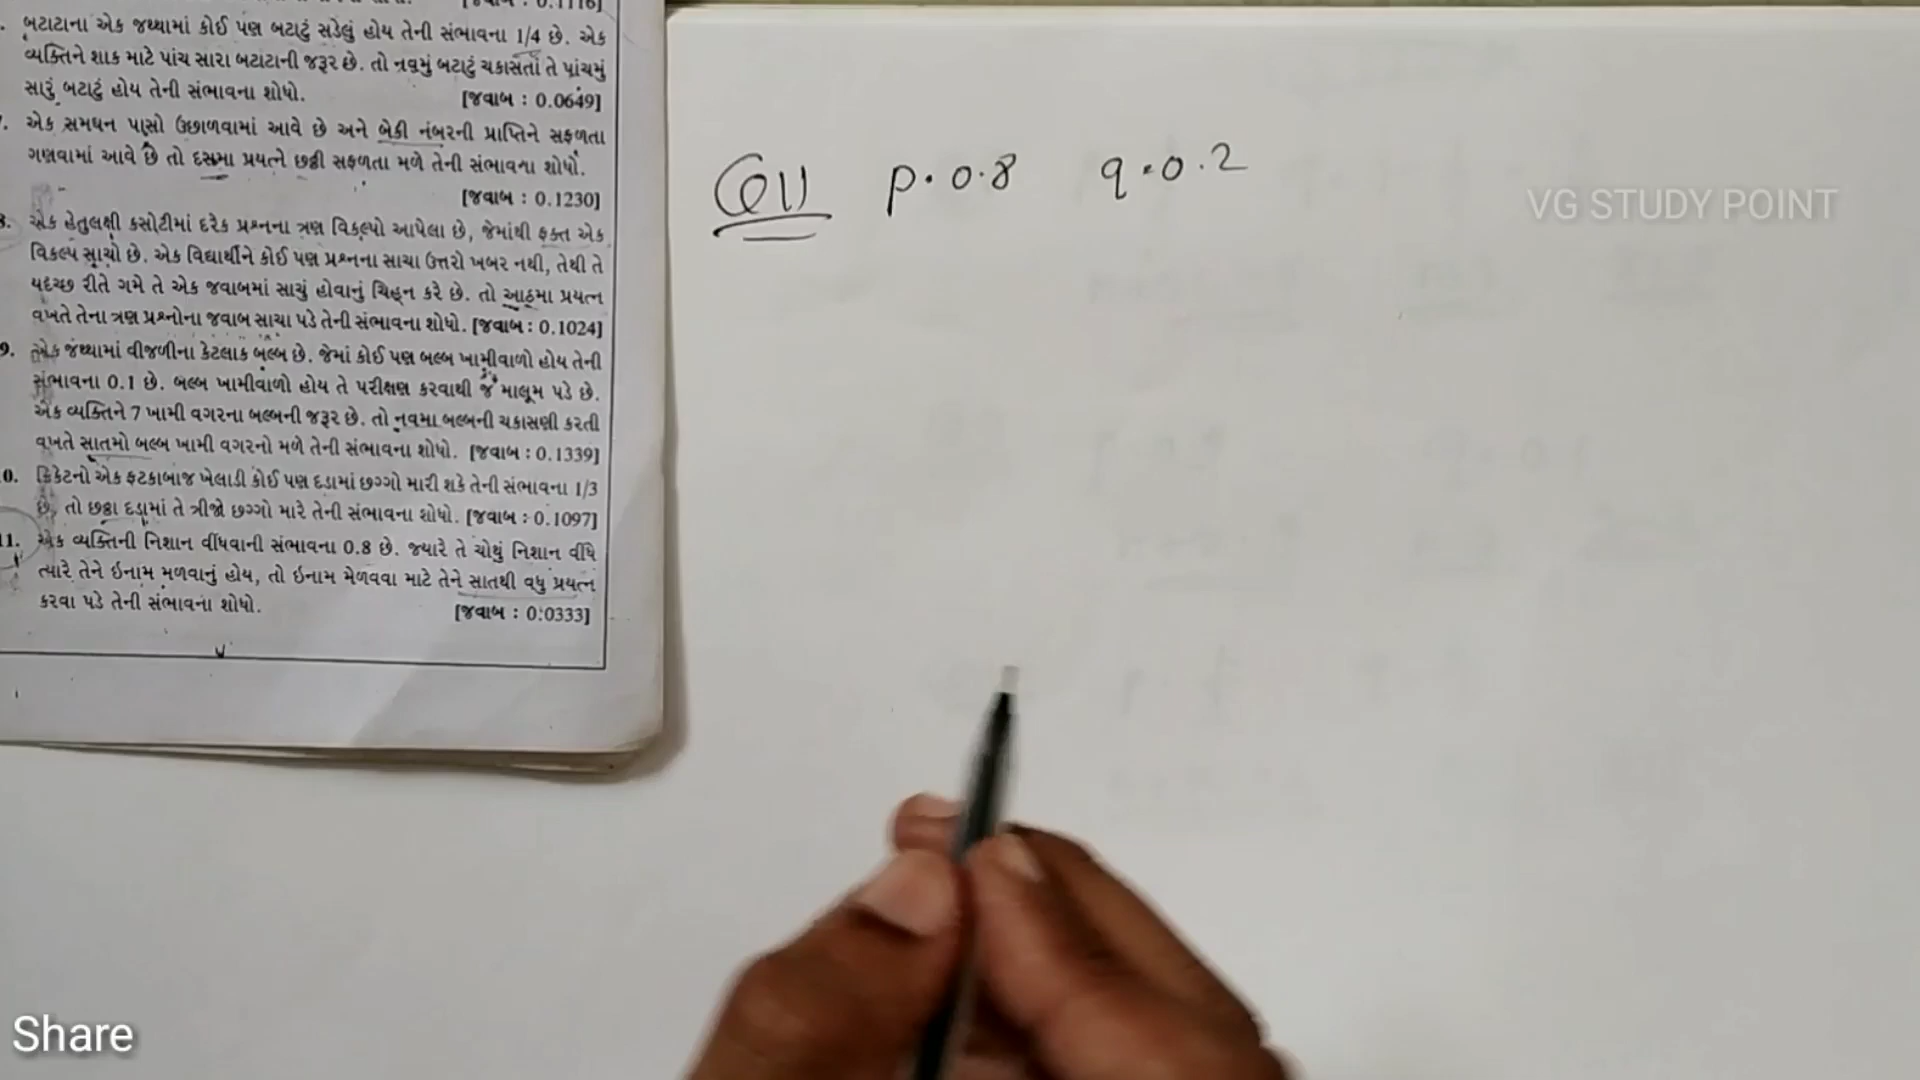 [જવાબ : 0.1116]
બટાટાના એક જથ્થામાં કોઈ પણ બટાટું સડેલું હોય તેની સંભાવના 1/4 છે. એક
વ્યક્તિને શાક માટે પાંચ સારા બટાટાની જરૂર છે. તો નવમું બટાટું ચકાસતાં તે પાંચમું
સારું બટાટું હોય તેની સંભાવના શોધો. [જવાબ : 0.0649]
7. એક સમઘન પાસો ઉછાળવામાં આવે છે અને બેકી નંબરની પ્રાપ્તિને સફળતા
ગણવામાં આવે છે તો દસમા પ્રયત્ને છઠ્ઠી સફળતા મળે તેની સંભાવના શોધો.
[જવાબ : 0.1230]
8. એક હેતુલક્ષી કસોટીમાં દરેક પ્રશ્નના ત્રણ વિકલ્પો આપેલા છે, જેમાંથી ફક્ત એક
વિકલ્પ સાચો છે. એક વિદ્યાર્થીને કોઈ પણ પ્રશ્નના સાચા ઉત્તરો ખબર નથી, તેથી તે
યદચ્છ રીતે ગમે તે એક જવાબમાં સાચું હોવાનું ચિહ્ન કરે છે. તો આઠમા પ્રયત્ન
વખતે તેના ત્રણ પ્રશ્નોના જવાબ સાચા પડે તેની સંભાવના શોધો. [જવાબ : 0.1024]
9. એક જથ્થામાં વીજળીના કેટલાક બલ્બ છે. જેમાં કોઈ પણ બલ્બ ખામીવાળો હોય તેની
સંભાવના 0.1 છે. બલ્બ ખામીવાળો હોય તે પરીક્ષણ કરવાથી જ માલૂમ પડે છે.
એક વ્યક્તિને 7 ખામી વગરના બલ્બની જરૂર છે. તો નવમા બલ્બની ચકાસણી કરતી
વખતે સાતમો બલ્બ ખામી વગરનો મળે તેની સંભાવના શોધો. [જવાબ : 0.1339]
0. ક્રિકેટનો એક ફટકાબાજ ખેલાડી કોઈ પણ દડામાં છગ્ગો મારી શકે તેની સંભાવના 1/3
છે, તો છઠ્ઠા દડામાં તે ત્રીજો છગ્ગો મારે તેની સંભાવના શોધો. [જવાબ : 0.1097]
11. એક વ્યક્તિની નિશાન વીંધવાની સંભાવના 0.8 છે. જ્યારે તે ચોથું નિશાન વીંધે
ત્યારે તેને ઇનામ મળવાનું હોય, તો ઇનામ મેળવવા માટે તેને સાતથી વધુ પ્રયત્ન
કરવા પડે તેની સંભાવના શોધો. [જવાબ : 0.0333]
Q11 p = 0.8 q = 0.2
VG STUDY POINT
Share